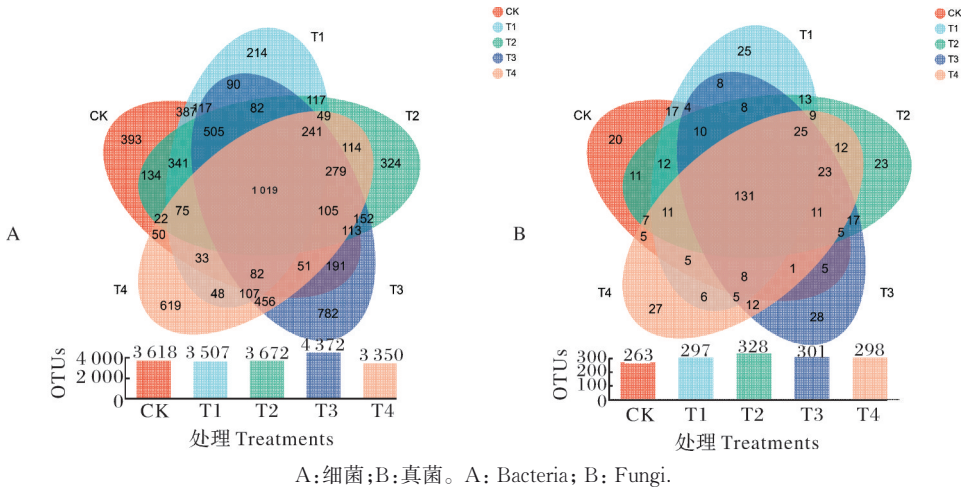 CK
T1
T2
T3
T4
T1
214
90
117
387
117
82
49
T2
CK
393
505
241
114
324
341
279
134
1 019
75
105
152
22
113
50
A
33
82
51
191
T4
48
107
456
T3
619
782
OTUs
4 000
2 000
0
3 618
3 507
3 672
4 372
3 350
CK
T1
T2
T3
T4
处理 Treatments
CK
T1
T2
T3
T4
T1
25
8
13
17
4
8
9
T2
CK
20
10
25
12
23
12
23
11
131
11
11
17
7
5
5
B
5
8
1
5
T4
6
5
12
T3
27
28
OTUs
300
200
100
0
263
297
328
301
298
CK
T1
T2
T3
T4
处理 Treatments
A:细菌;B:真菌。A: Bacteria; B: Fungi.